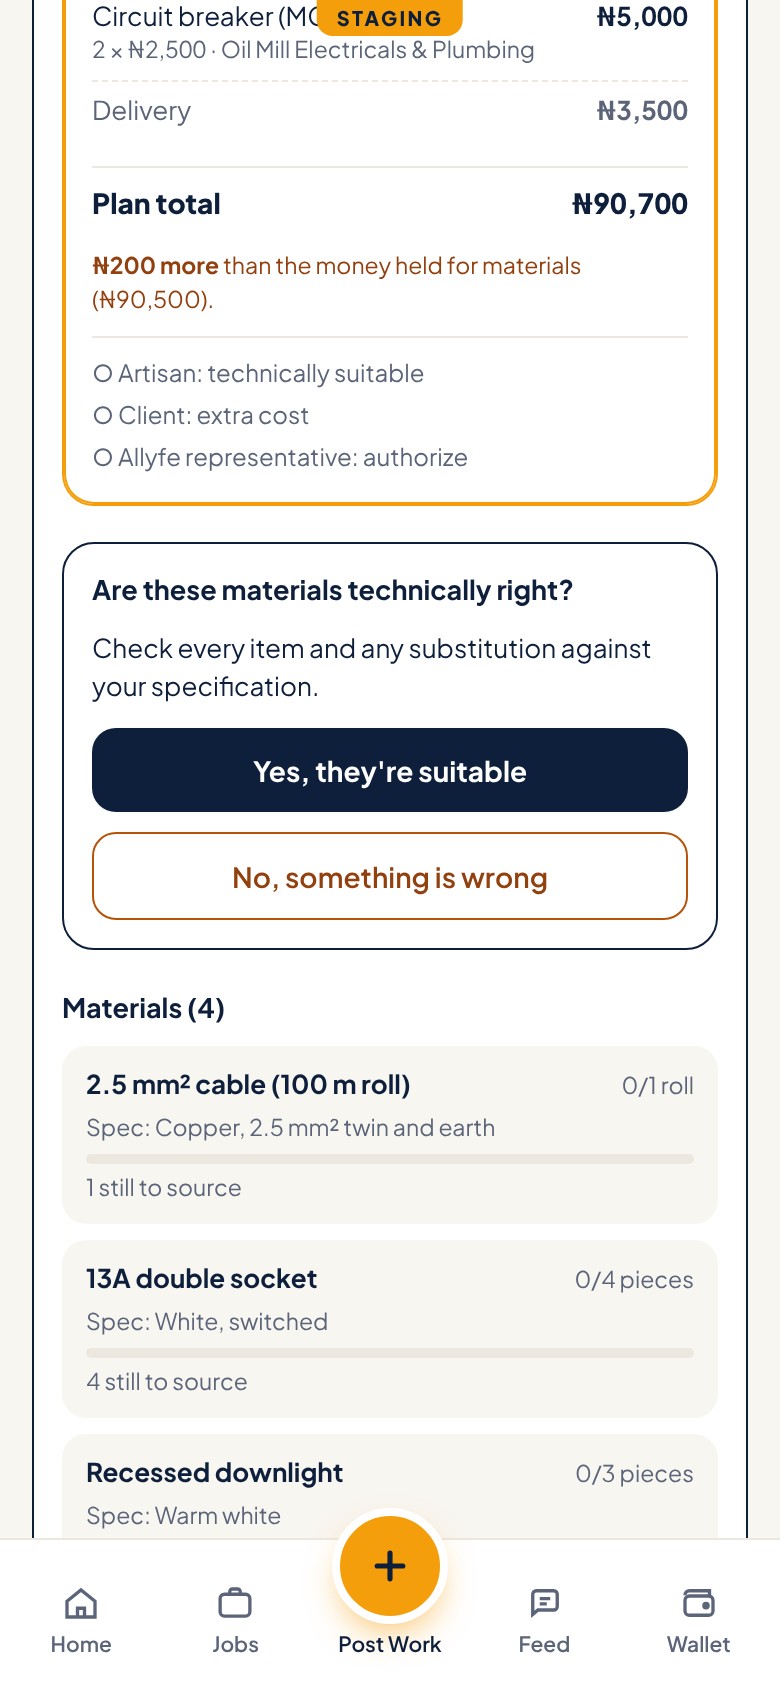 Circuit breaker (MC
STAGING
₦5,000
2 × ₦2,500 · Oil Mill Electricals & Plumbing
Delivery
₦3,500
Plan total
₦90,700
₦200 more than the money held for materials
(₦90,500).
Artisan: technically suitable
Client: extra cost
Allyfe representative: authorize
Are these materials technically right?
Check every item and any substitution against
your specification.
Yes, they're suitable
No, something is wrong
Materials (4)
2.5 mm² cable (100 m roll)
0/1 roll
Spec: Copper, 2.5 mm² twin and earth
1 still to source
13A double socket
0/4 pieces
Spec: White, switched
4 still to source
Recessed downlight
0/3 pieces
Spec: Warm white
Home
Jobs
Post Work
Feed
Wallet